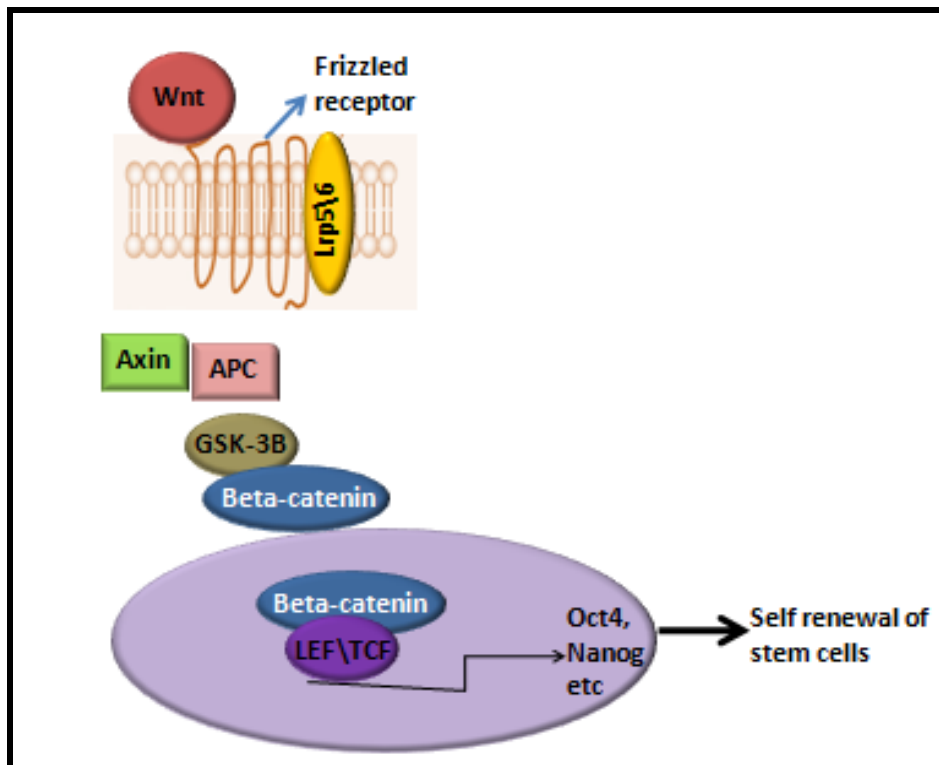 Wnt
Frizzled
receptor
Lrp5\6
Axin
APC
GSK-3B
Beta-catenin
Beta-catenin
LEF\TCF
Oct4,
Nanog
etc
Self renewal of
stem cells